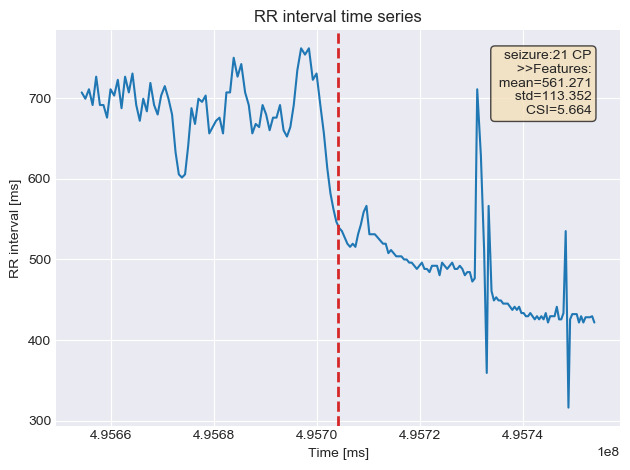 RR interval time series
seizure:21 CP
>>Features:
mean=561.271
std=113.352
CSI=5.664
RR interval [ms]
700
600
500
400
300
4.9566 4.9568 4.9570 4.9572 4.9574
1e8
Time [ms]